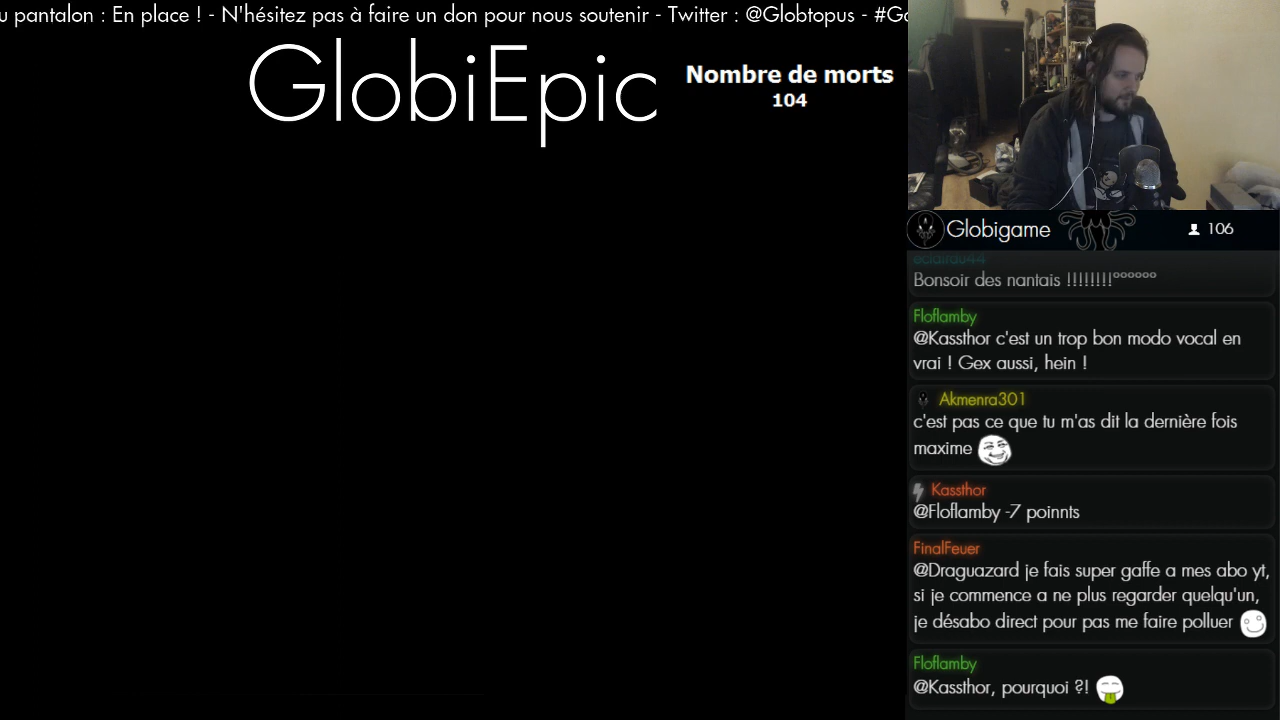 u pantalon : En place ! - N'hésitez pas à faire un don pour nous soutenir - Twitter : @Globtopus -
GlobiEpic
Nombre de morts
104
Globigame
106
eclairdu44
Bonsoir des nantais !!!!!!!!°°°°°°
Floflamby
@Kassthor c'est un trop bon modo vocal en
vrai ! Gex aussi, hein !
Akmenra301
c'est pas ce que tu m'as dit la dernière fois
maxime
Kassthor
@Floflamby -7 poinnts
FinalFeuer
@Draguazard je fais super gaffe a mes abo yt,
si je commence a ne plus regarder quelqu'un,
je désabo direct pour pas me faire polluer
Floflamby
@Kassthor, pourquoi ?!